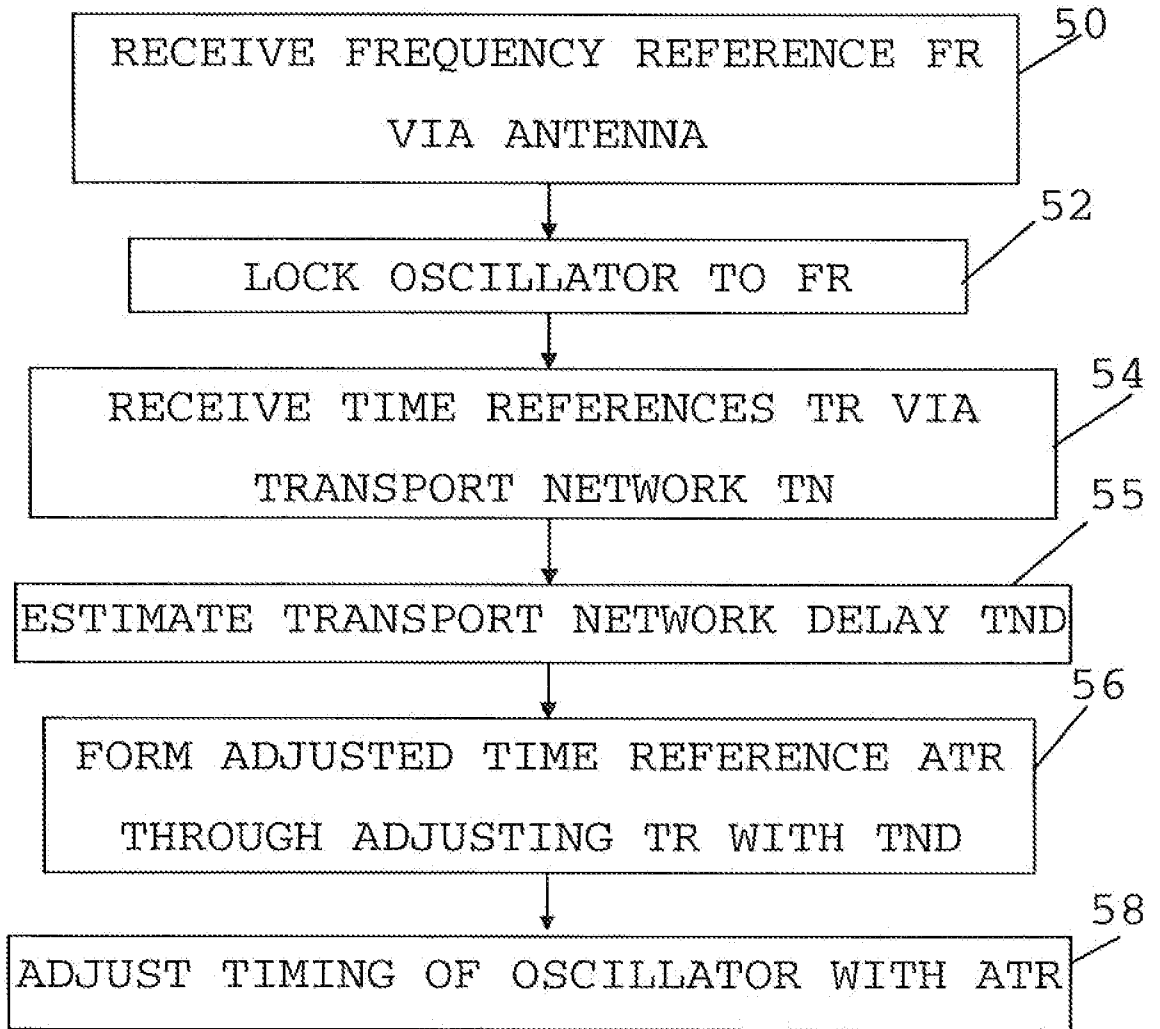 50
RECEIVE FREQUENCY REFERENCE FR
VIA ANTENNA
52
LOCK OSCILLATOR TO FR
54
RECEIVE TIME REFERENCES TR VIA
TRANSPORT NETWORK TN
55
ESTIMATE TRANSPORT NETWORK DELAY TND
56
FORM ADJUSTED TIME REFERENCE ATR
THROUGH ADJUSTING TR WITH TND
58
ADJUST TIMING OF OSCILLATOR WITH ATR